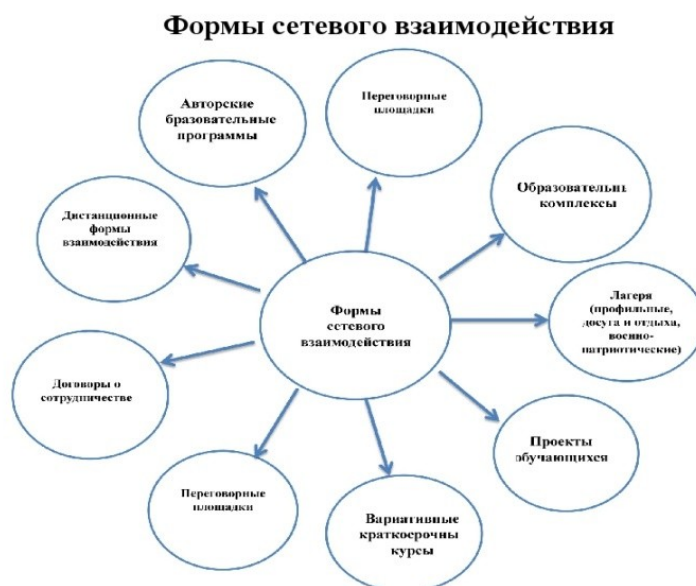 Формы сетевого взаимодействия
Авторские
бразовательные
программы
Переговорные
площадки
Образовательн
комплексы
Лагеря
(профильные,
досуга и отдыха,
военно-
патриотические)
Проекты
обучающихся
Вариативные
краткосрочны
курсы
Переговорные
площадки
Договоры о
сотрудничестве
Дистанционные
формы
взаимодействия
Формы
сетевого
взаимодействия